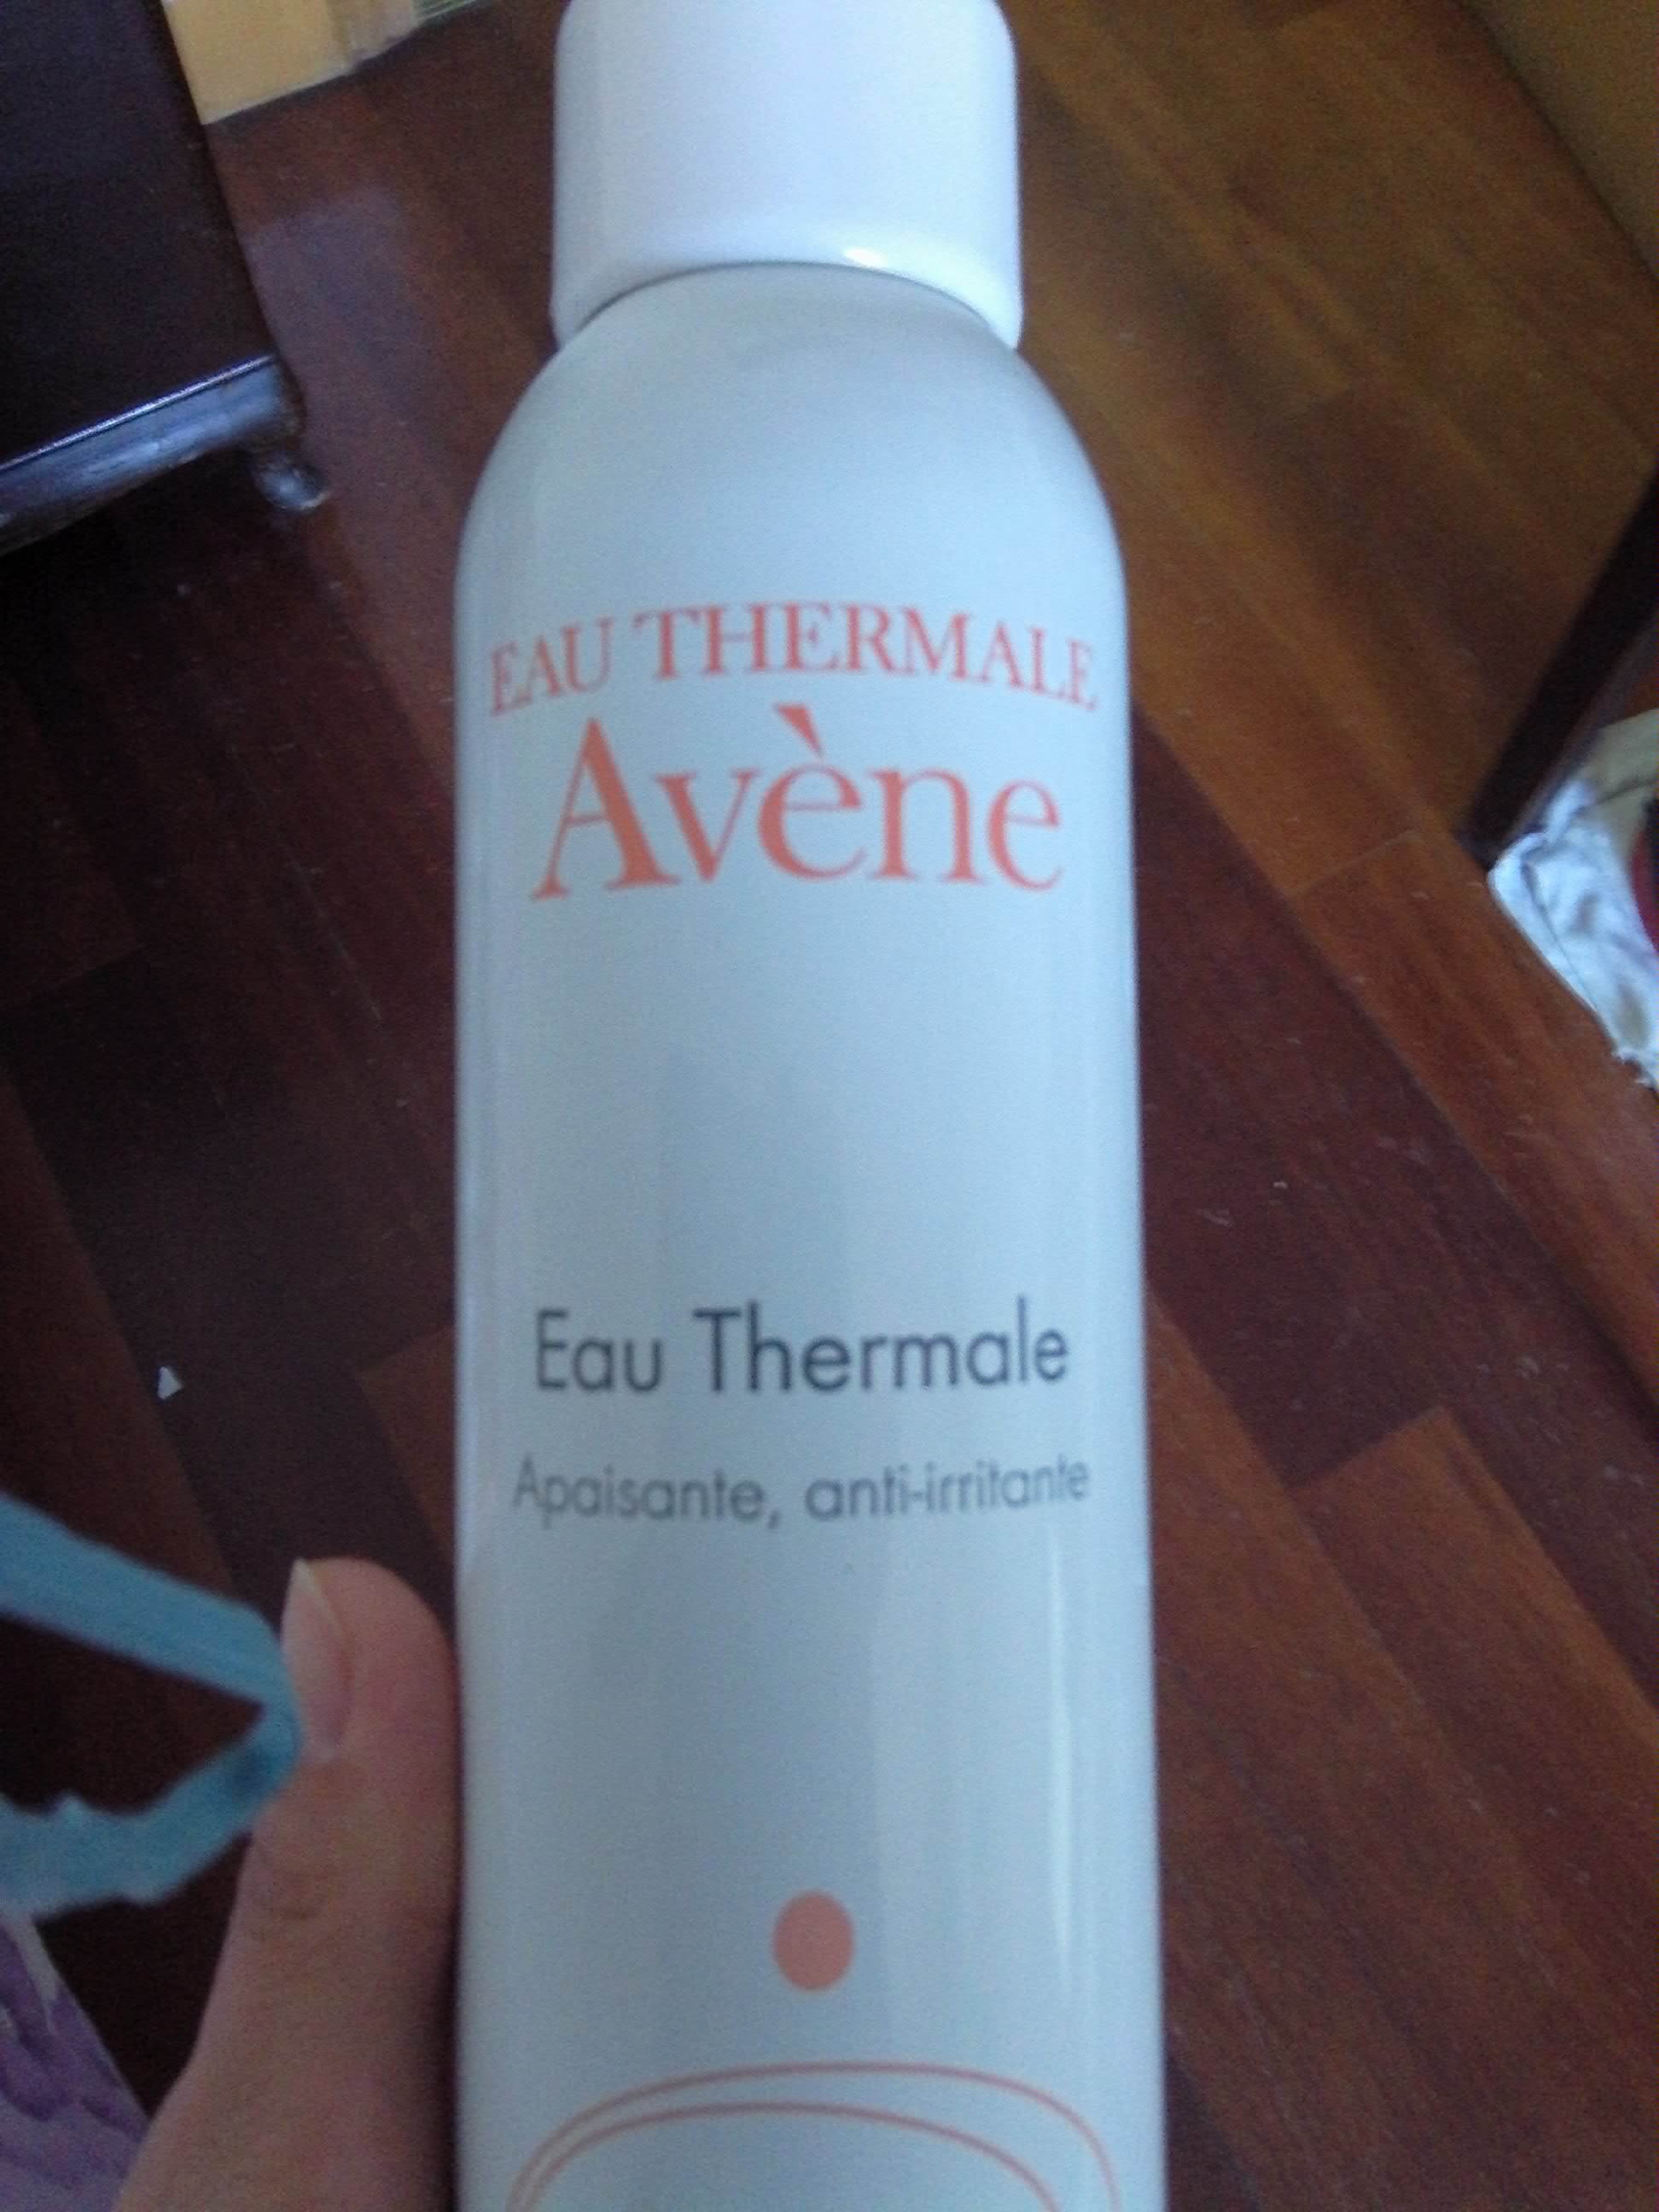 EAU THERMALE
Avène
Eau Thermale
Apaisante, anti-irritante